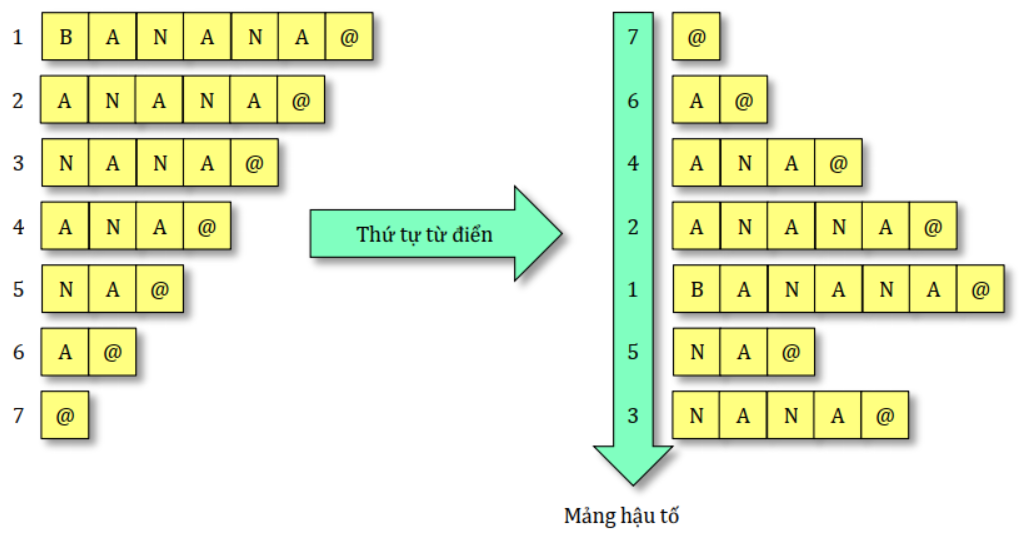 1 B A N A N A @ 7 @
2 A N A N A @ 6 A @
3 N A N A @ 4 A N A @
4 A N A @ Thứ tự từ điển 2 A N A N A @
5 N A @ 1 B A N A N A @
6 A @ 5 N A @
7 @ 3 N A N A @
Mảng hậu tố